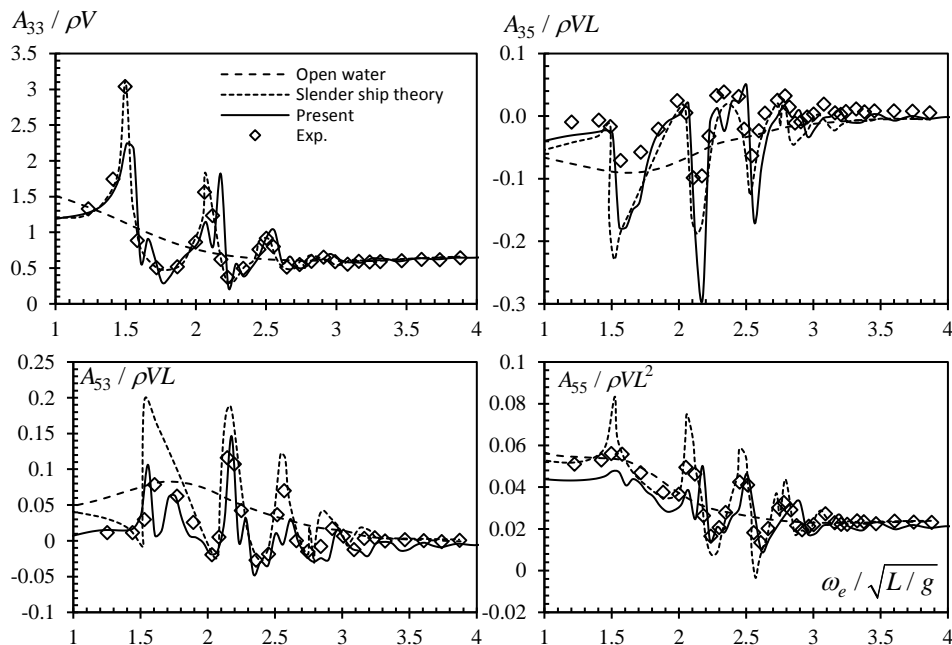 A₃₃ / ρV
A₃₅ / ρVL
3.5
3
2.5
2
1.5
1
0.5
0
Open water
Slender ship theory
Present
Exp.
1 1.5 2 2.5 3 3.5 4
0.1
0.0
-0.1
-0.2
-0.3
1 1.5 2 2.5 3 3.5 4
A₅₃ / ρVL
0.25
0.2
0.15
0.1
0.05
0
-0.05
-0.1
1 1.5 2 2.5 3 3.5 4
A₅₅ / ρVL²
0.1
0.08
0.06
0.04
0.02
0
-0.02
ωₑ / √L / g
1 1.5 2 2.5 3 3.5 4